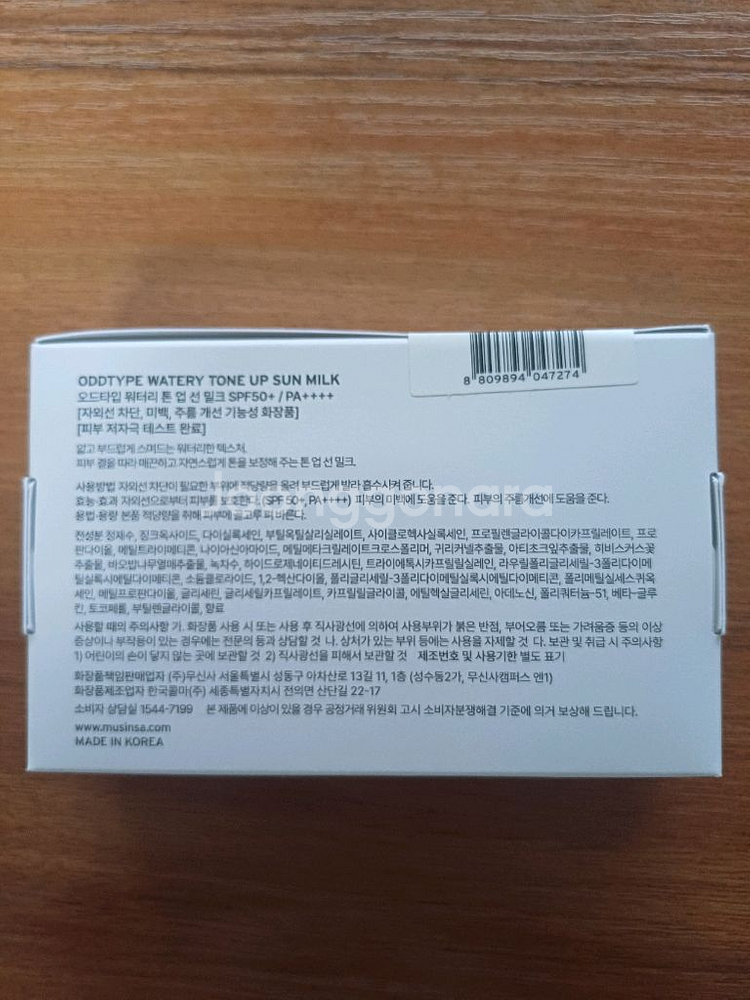 8 809894 047274
ODDTYPE WATERY TONE UP SUN MILK
오드타입 워터리 톤 업 선 밀크 SPF50+ / PA++++
[자외선 차단, 미백, 주름 개선 기능성 화장품]
[피부 저자극 테스트 완료]
얇고 부드럽게 스며드는 워터리한 텍스처,
피부 결을 따라 매끈하고 자연스럽게 톤을 보정해 주는 톤 업 선 밀크.
사용방법 자외선 차단이 필요한 부위에 적당량을 올려 부드럽게 발라 흡수시켜 줍니다.
효능·효과 자외선으로부터 피부를 보호한다. (SPF 50+, PA++++) 피부의 미백에 도움을 준다. 피부의 주름개선에 도움을 준다.
용법·용량 본품 적당량을 취해 피부에 골고루 펴 바른다.
전성분 정제수, 징크옥사이드, 다이실록세인, 부틸옥틸살리실레이트, 사이클로헥사실록세인, 프로필렌글라이콜다이카프릴레이트, 프로
판다이올, 메틸트라이메티콘, 나이아신아마이드, 메틸메타크릴레이트크로스폴리머, 귀리커넬추출물, 아티초크잎추출물, 히비스커스꽃
추출물, 바오밥나무열매추출물, 녹차수, 하이드로제네이티드레시틴, 트라이에톡시카프릴릴실레인, 라우릴폴리글리세릴-3폴리다이메
틸실록시에틸다이메티콘, 소듐클로라이드, 1,2-헥산다이올, 폴리글리세릴-3폴리다이메틸실록시에틸다이메티콘, 폴리메틸실세스퀴옥
세인, 메틸프로판다이올, 글리세린, 글리세릴카프릴레이트, 카프릴릴글라이콜, 에틸헥실글리세린, 아데노신, 폴리쿼터늄-51, 베타-글루
칸, 토코페롤, 부틸렌글라이콜, 향료
사용할 때의 주의사항 가. 화장품 사용 시 또는 사용 후 직사광선에 의하여 사용부위가 붉은 반점, 부어오름 또는 가려움증 등의 이상
증상이나 부작용이 있는 경우에는 전문의 등과 상담할 것 나. 상처가 있는 부위 등에는 사용을 자제할 것 다. 보관 및 취급 시 주의사항
1) 어린이의 손이 닿지 않는 곳에 보관할 것 2) 직사광선을 피해서 보관할 것 제조번호 및 사용기한 별도 표기
화장품책임판매업자 (주)무신사 서울특별시 성동구 아차산로 13길 11, 1층 (성수동2가, 무신사캠퍼스 엔1)
화장품제조업자 한국콜마(주) 세종특별자치시 전의면 산단길 22-17
소비자 상담실 1544-7199 본 제품에 이상이 있을 경우 공정거래 위원회 고시 소비자분쟁해결 기준에 의거 보상해 드립니다.
www.musinsa.com
MADE IN KOREA